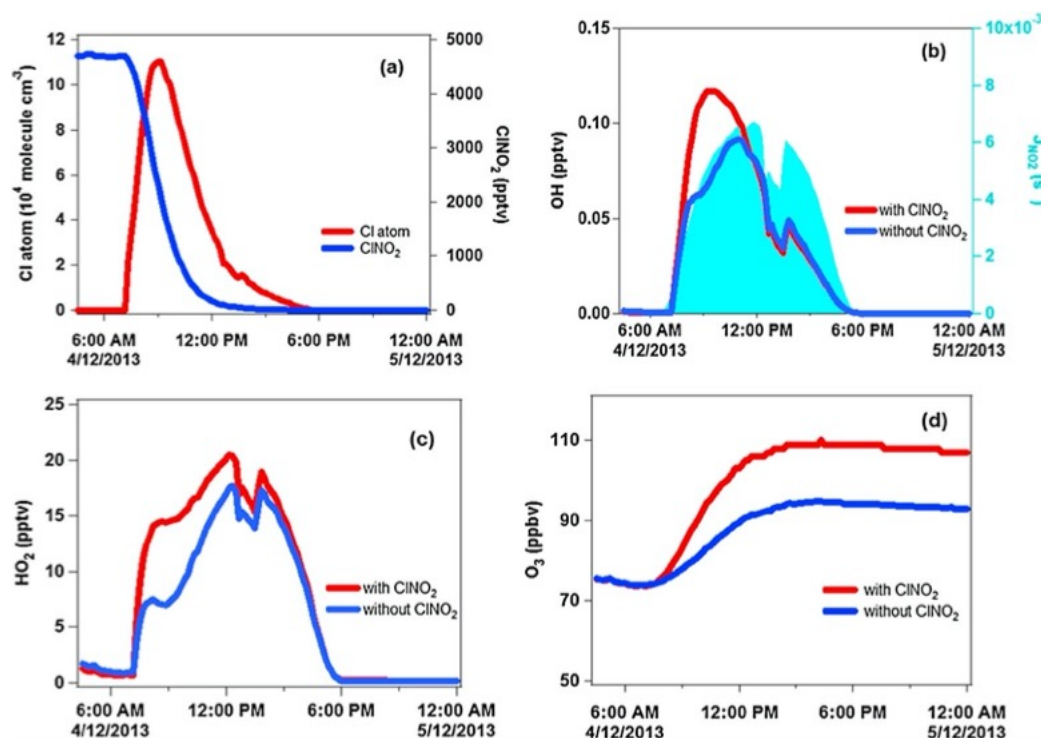 (a)
Cl atom (10⁴ molecule cm⁻³)
12
10
8
6
4
2
0
5000
4000
3000
2000
1000
0
ClNO₂ (pptv)
Cl atom
ClNO₂
6:00 AM
12:00 PM
6:00 PM
12:00 AM
4/12/2013
5/12/2013
(b)
OH (pptv)
0.15
0.10
0.05
0.00
10x10⁻³
8
6
4
2
0
with ClNO₂
without ClNO₂
6:00 AM
12:00 PM
6:00 PM
12:00 AM
4/12/2013
5/12/2013
(c)
HO₂ (pptv)
25
20
15
10
5
0
with ClNO₂
without ClNO₂
6:00 AM
12:00 PM
6:00 PM
12:00 AM
4/12/2013
5/12/2013
(d)
O₃ (ppbv)
110
90
70
50
with ClNO₂
without ClNO₂
6:00 AM
12:00 PM
6:00 PM
12:00 AM
4/12/2013
5/12/2013